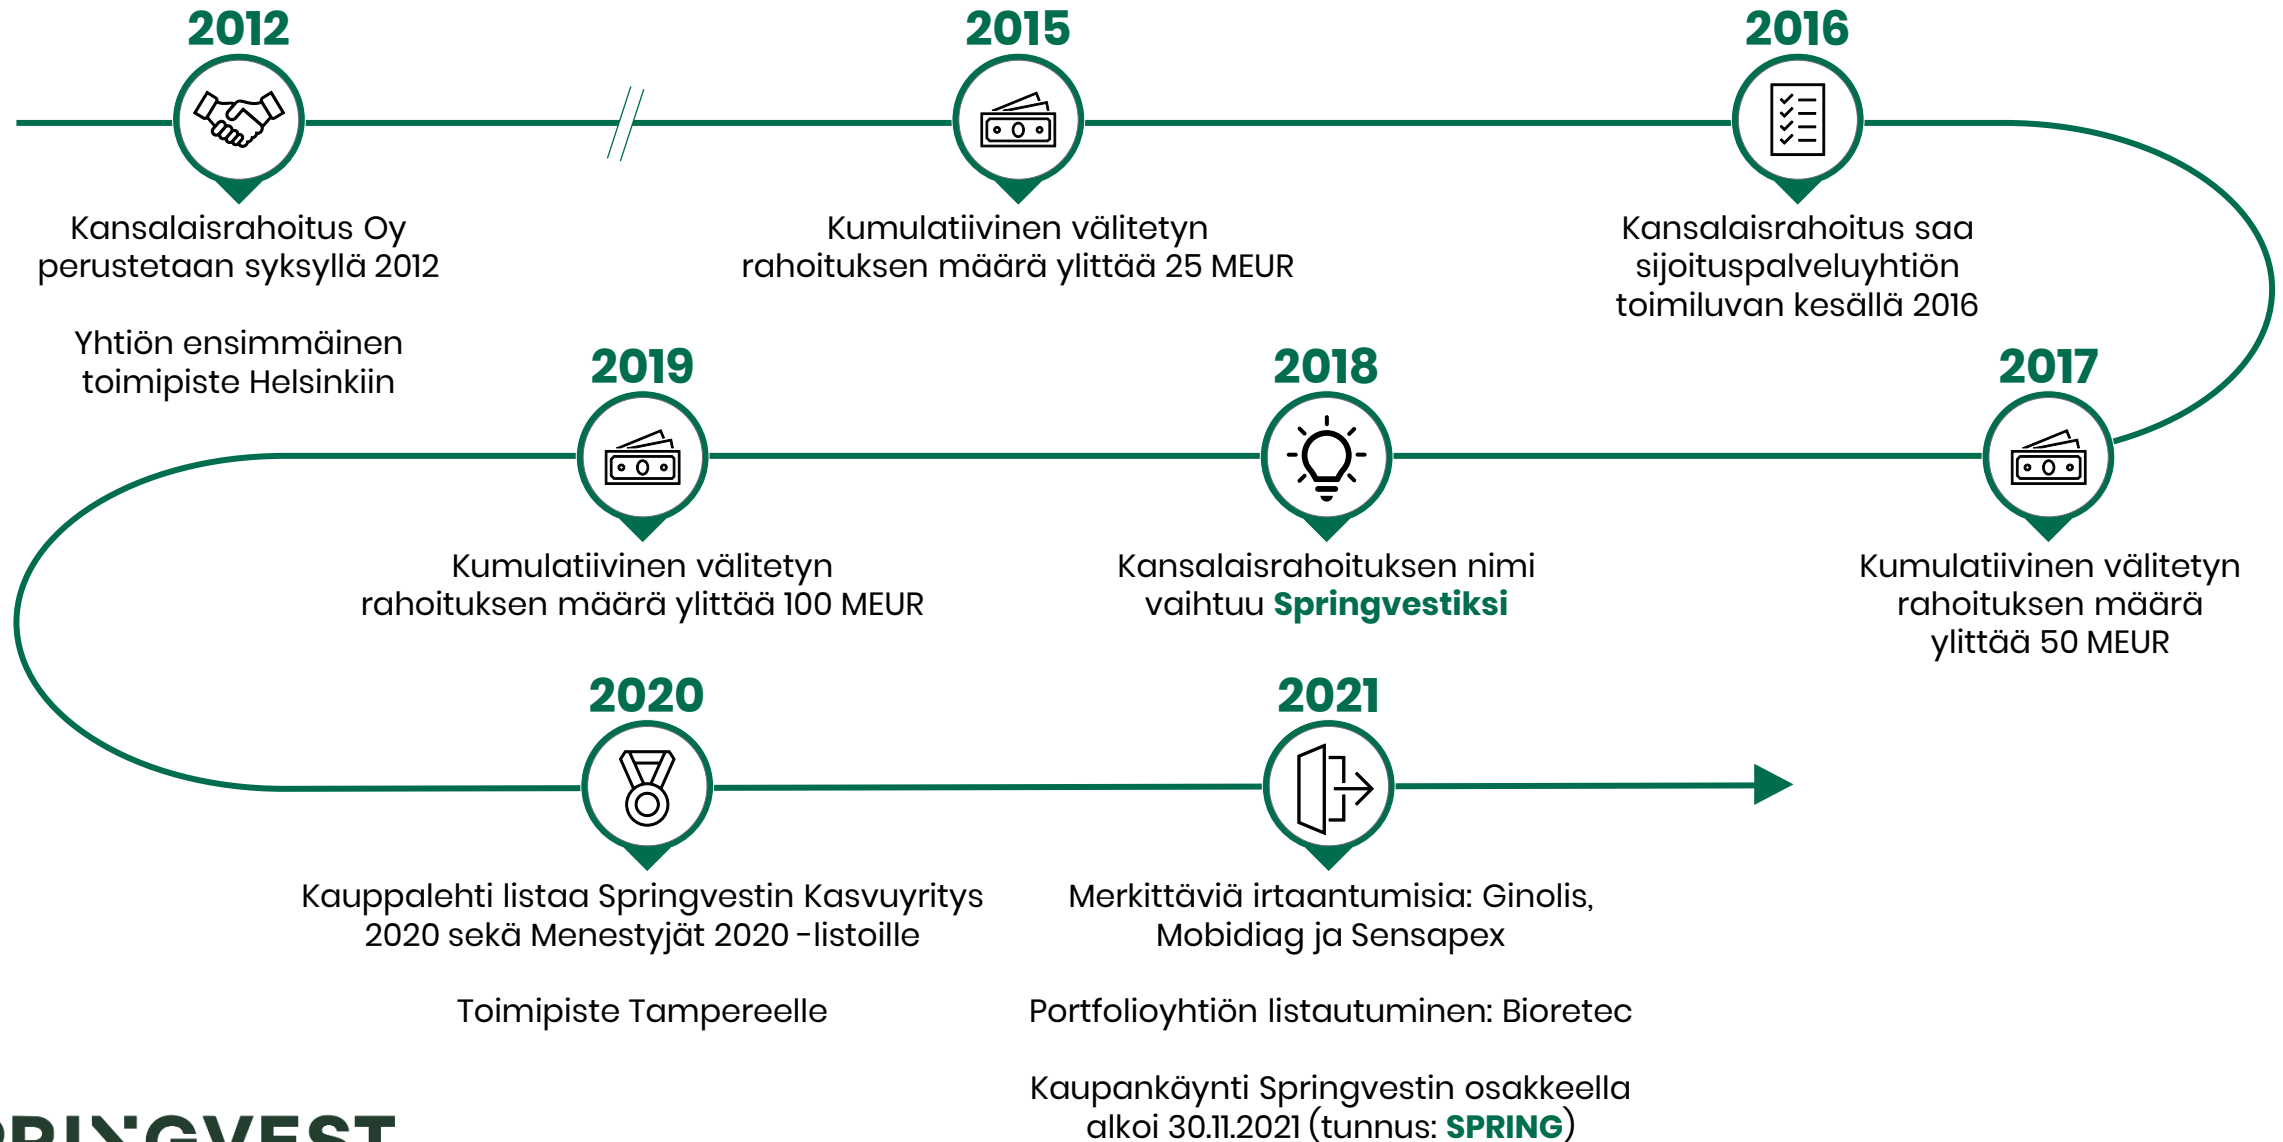 2012
Kansalaisrahoitus Oy
perustetaan syksyllä 2012
Yhtiön ensimmäinen
toimipiste Helsinkiin
2015
Kumulatiivinen välitetyn
rahoituksen määrä ylittää 25 MEUR
2016
Kansalaisrahoitus saa
sijoituspalveluyhtiön
toimiluvan kesällä 2016
2017
Kumulatiivinen välitetyn
rahoituksen määrä
ylittää 50 MEUR
2018
Kansalaisrahoituksen nimi
vaihtuu Springvestiksi
2019
Kumulatiivinen välitetyn
rahoituksen määrä ylittää 100 MEUR
2020
Kauppalehti listaa Springvestin Kasvuyritys
2020 sekä Menestyjät 2020 -listoille
Toimipiste Tampereelle
2021
Merkittäviä irtaantumisia: Ginolis,
Mobidiag ja Sensapex
Portfolioyhtiön listautuminen: Bioretec
Kaupankäynti Springvestin osakkeella
alkoi 30.11.2021 (tunnus: SPRING)
PRINGVEST